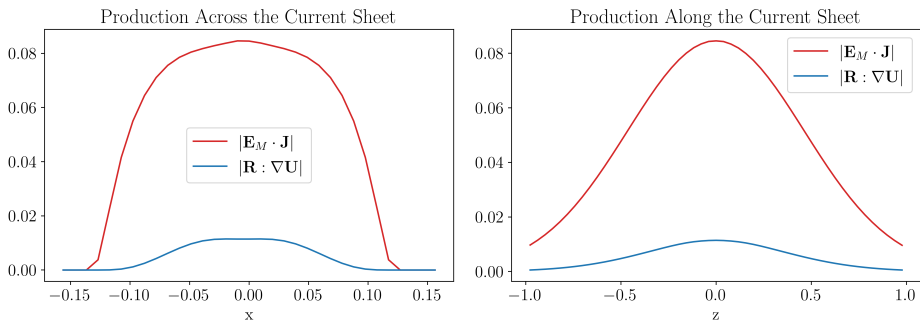 Production Across the Current Sheet
0.08
0.06
0.04
0.02
0.00
|E_M · J|
|R : ∇U|
−0.15 −0.10 −0.05 0.00 0.05 0.10 0.15
x
Production Along the Current Sheet
0.08
0.06
0.04
0.02
0.00
|E_M · J|
|R : ∇U|
−1.0 −0.5 0.0 0.5 1.0
z